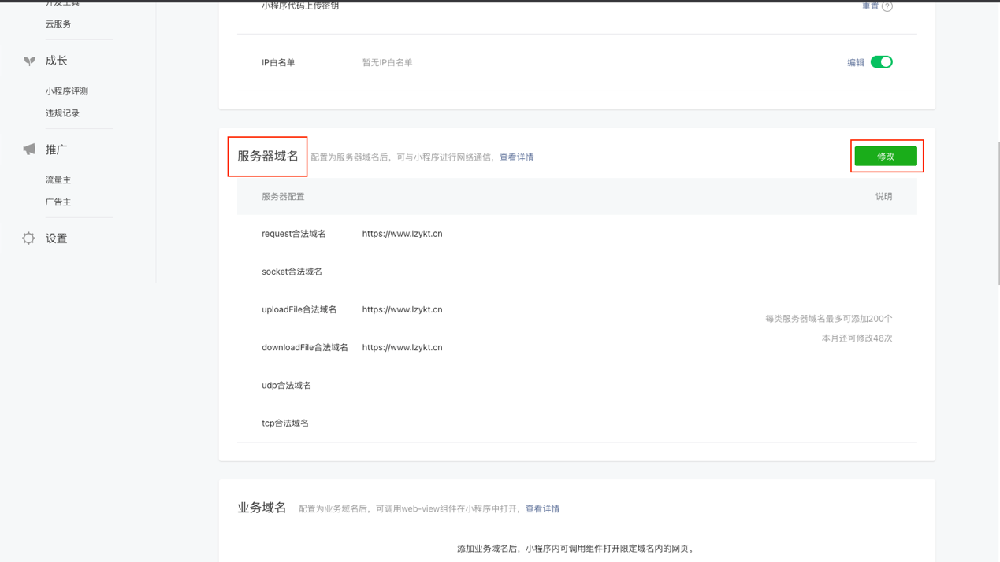 开发工具
云服务
成长
小程序评测
违规记录
推广
流量主
广告主
设置
小程序代码上传密钥
重置 ?
IP白名单 暂无IP白名单 编辑
服务器域名 配置为服务器域名后，可与小程序进行网络通信，查看详情 修改
服务器配置 说明
request合法域名 https://www.lzykt.cn
socket合法域名
uploadFile合法域名 https://www.lzykt.cn
每类服务器域名最多可添加200个
本月还可修改48次
downloadFile合法域名 https://www.lzykt.cn
udp合法域名
tcp合法域名
业务域名 配置为业务域名后，可调用web-view组件在小程序中打开，查看详情
添加业务域名后，小程序内可调用组件打开限定域名内的网页。